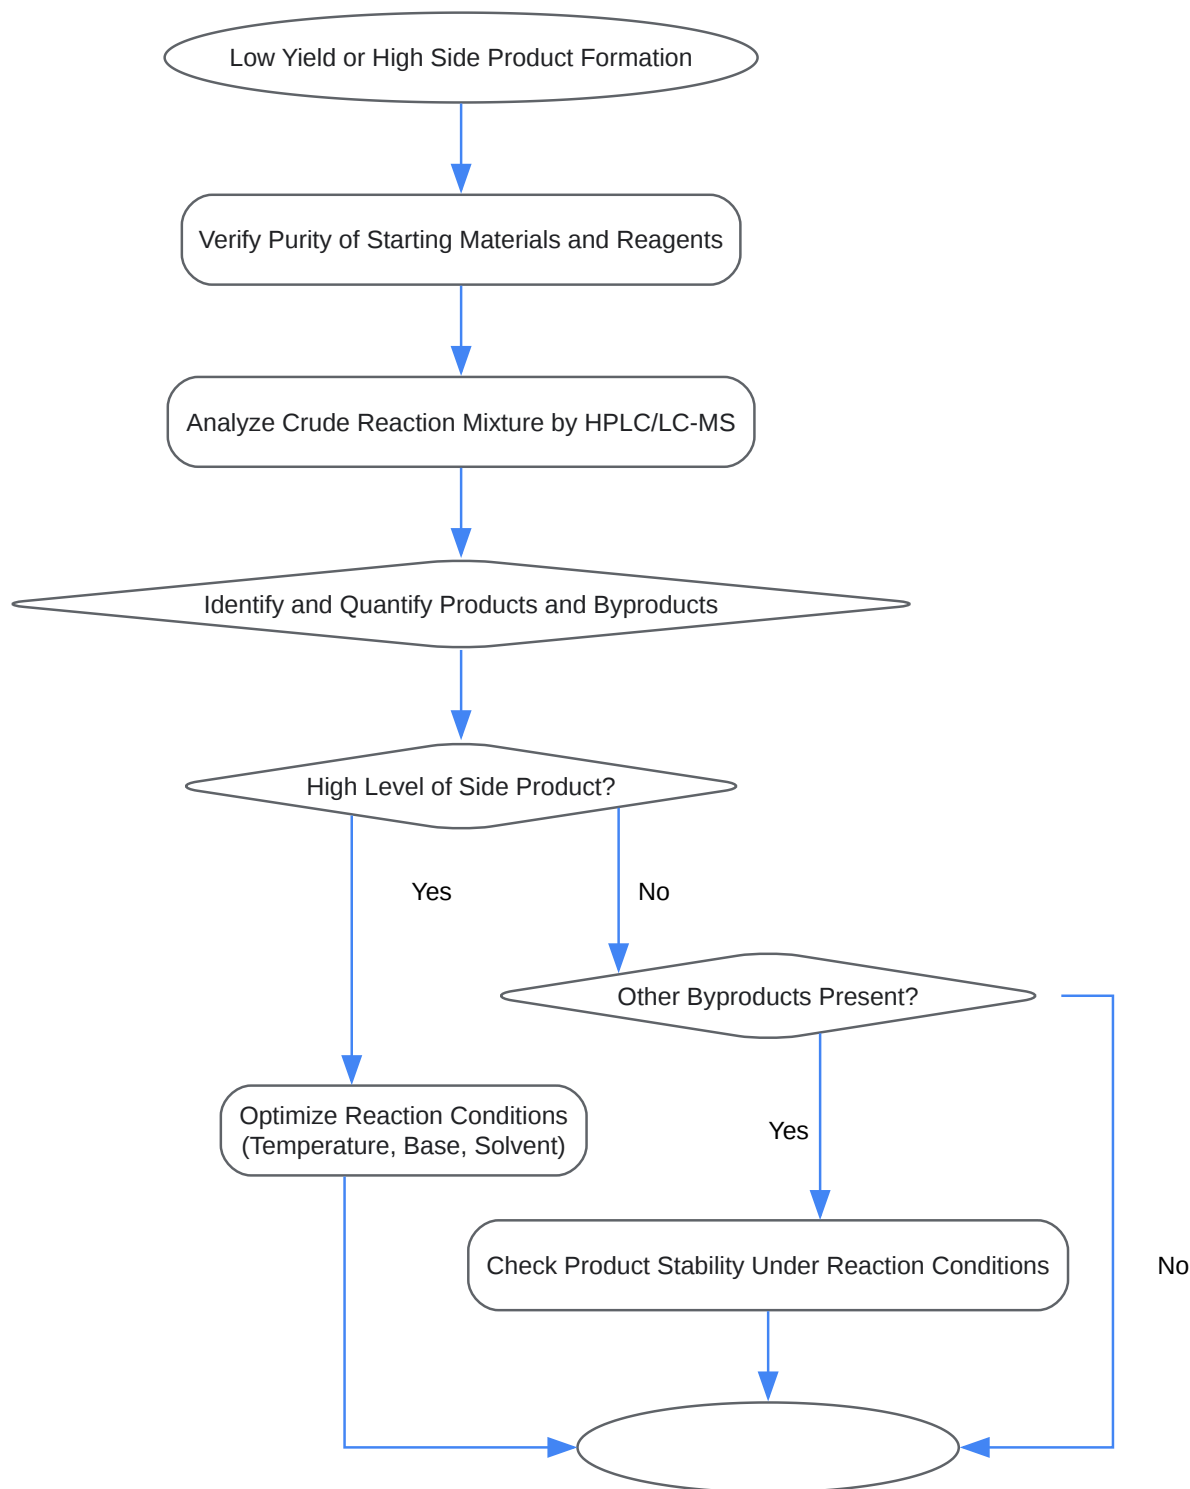 Low Yield or High Side Product Formation
Verify Purity of Starting Materials and Reagents
Analyze Crude Reaction Mixture by HPLC/LC-MS
Identify and Quantify Products and Byproducts
High Level of Side Product?
Yes
No
Other Byproducts Present?
Optimize Reaction Conditions
(Temperature, Base, Solvent)
Yes
Check Product Stability Under Reaction Conditions
No